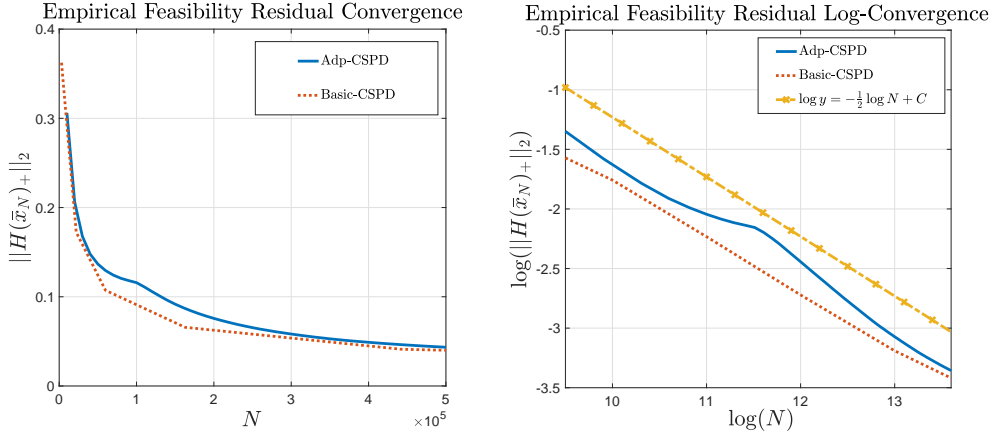 Empirical Feasibility Residual Convergence
0.4
0.3
0.2
0.1
0
||H(x̄_N)_+||_2
0
1
2
3
4
5
×10^5
N
Adp-CSPD
Basic-CSPD
Empirical Feasibility Residual Log-Convergence
-0.5
-1
-1.5
-2
-2.5
-3
-3.5
log(||H(x̄_N)_+||_2)
10
11
12
13
log(N)
Adp-CSPD
Basic-CSPD
log y = −½ log N + C